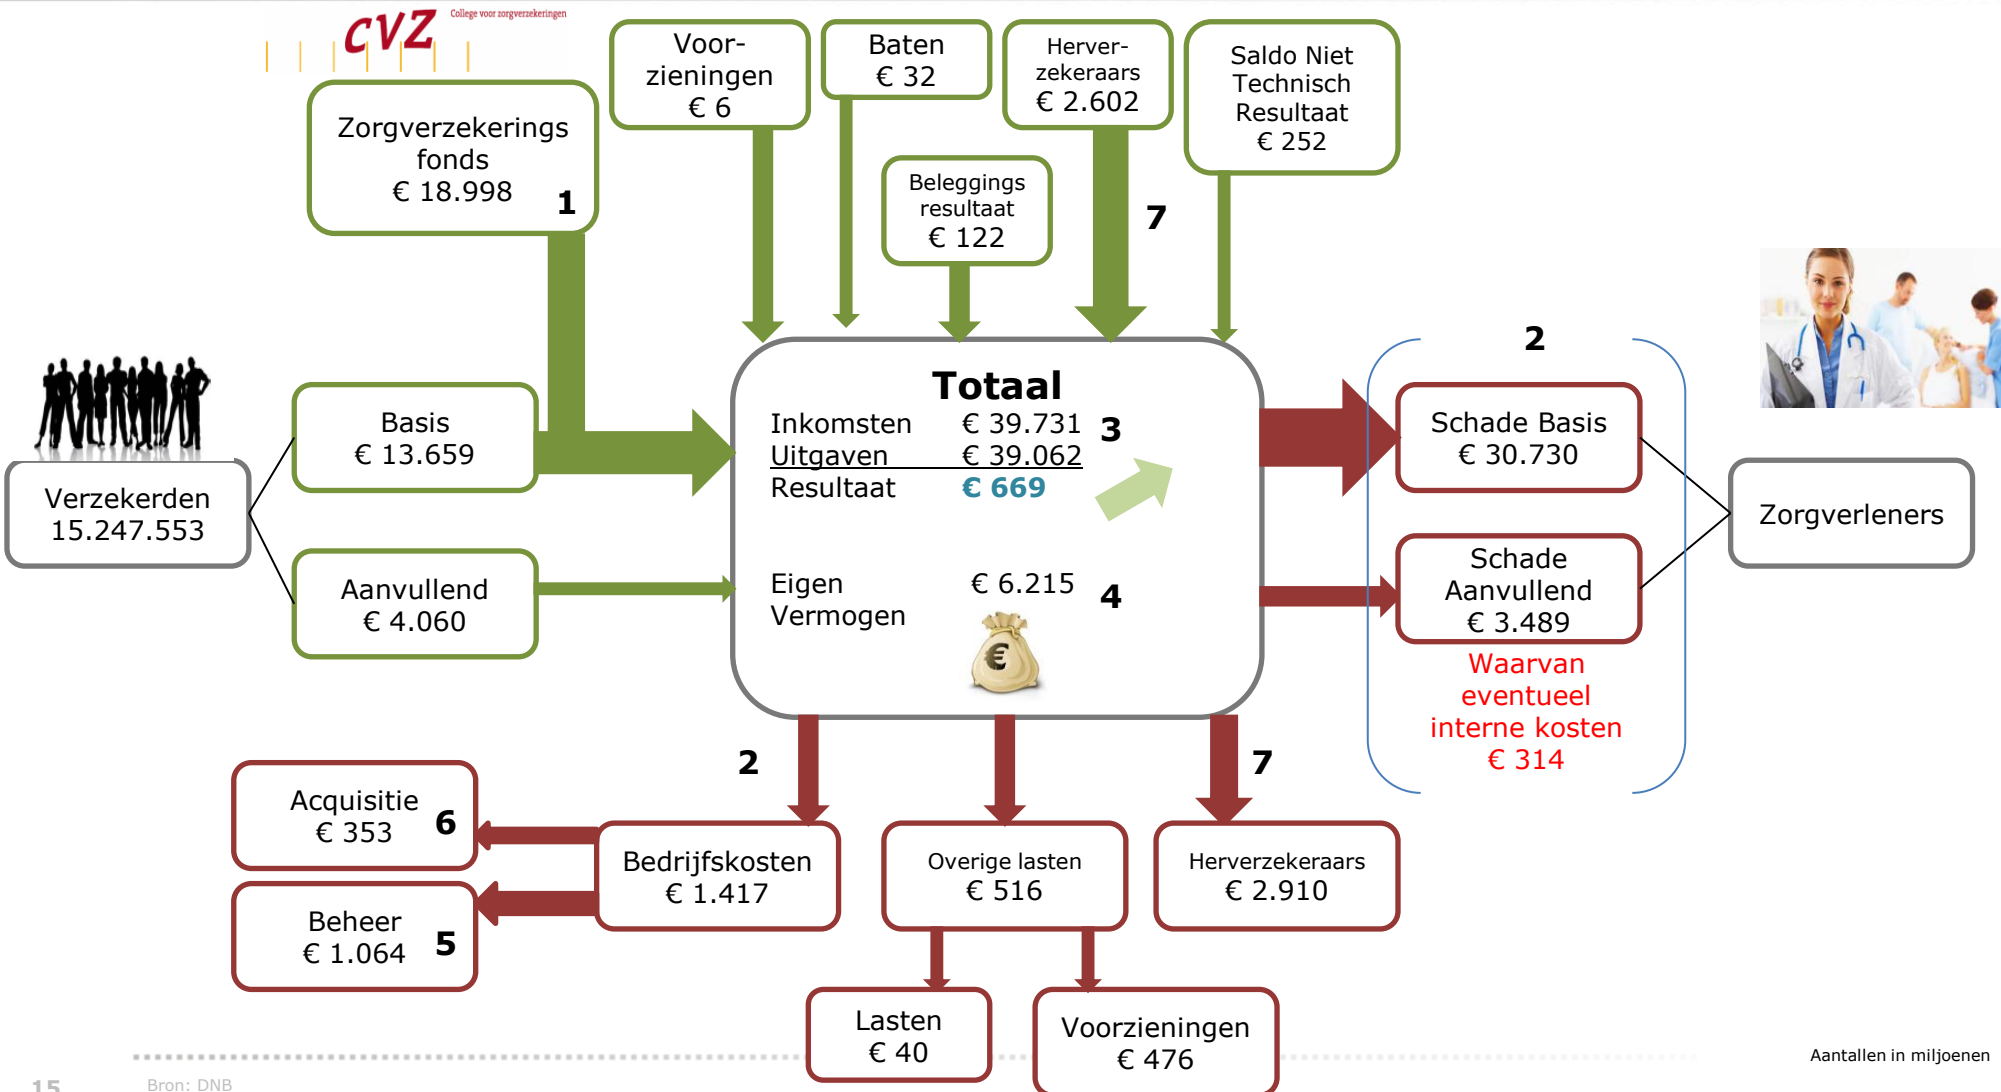 CVZ
College voor zorgverzekeringen
Voor-
zieningen
€ 6
Baten
€ 32
Herver-
zekeraars
€ 2.602
Saldo Niet
Technisch
Resultaat
€ 252
Zorgverzekerings
fonds
€ 18.998
1
Beleggings
resultaat
€ 122
7
2
Verzekerden
15.247.553
Basis
€ 13.659
Aanvullend
€ 4.060
Totaal
Inkomsten € 39.731
3
Uitgaven € 39.062
Resultaat € 669
Eigen € 6.215
Vermogen
4
€
Schade Basis
€ 30.730
Schade
Aanvullend
€ 3.489
Waarvan
eventueel
interne kosten
€ 314
Zorgverleners
2
7
Acquisitie
€ 353
6
Beheer
€ 1.064
5
Bedrijfskosten
€ 1.417
Overige lasten
€ 516
Herverzekeraars
€ 2.910
Lasten
€ 40
Voorzieningen
€ 476
Aantallen in miljoenen
15
Bron: DNB